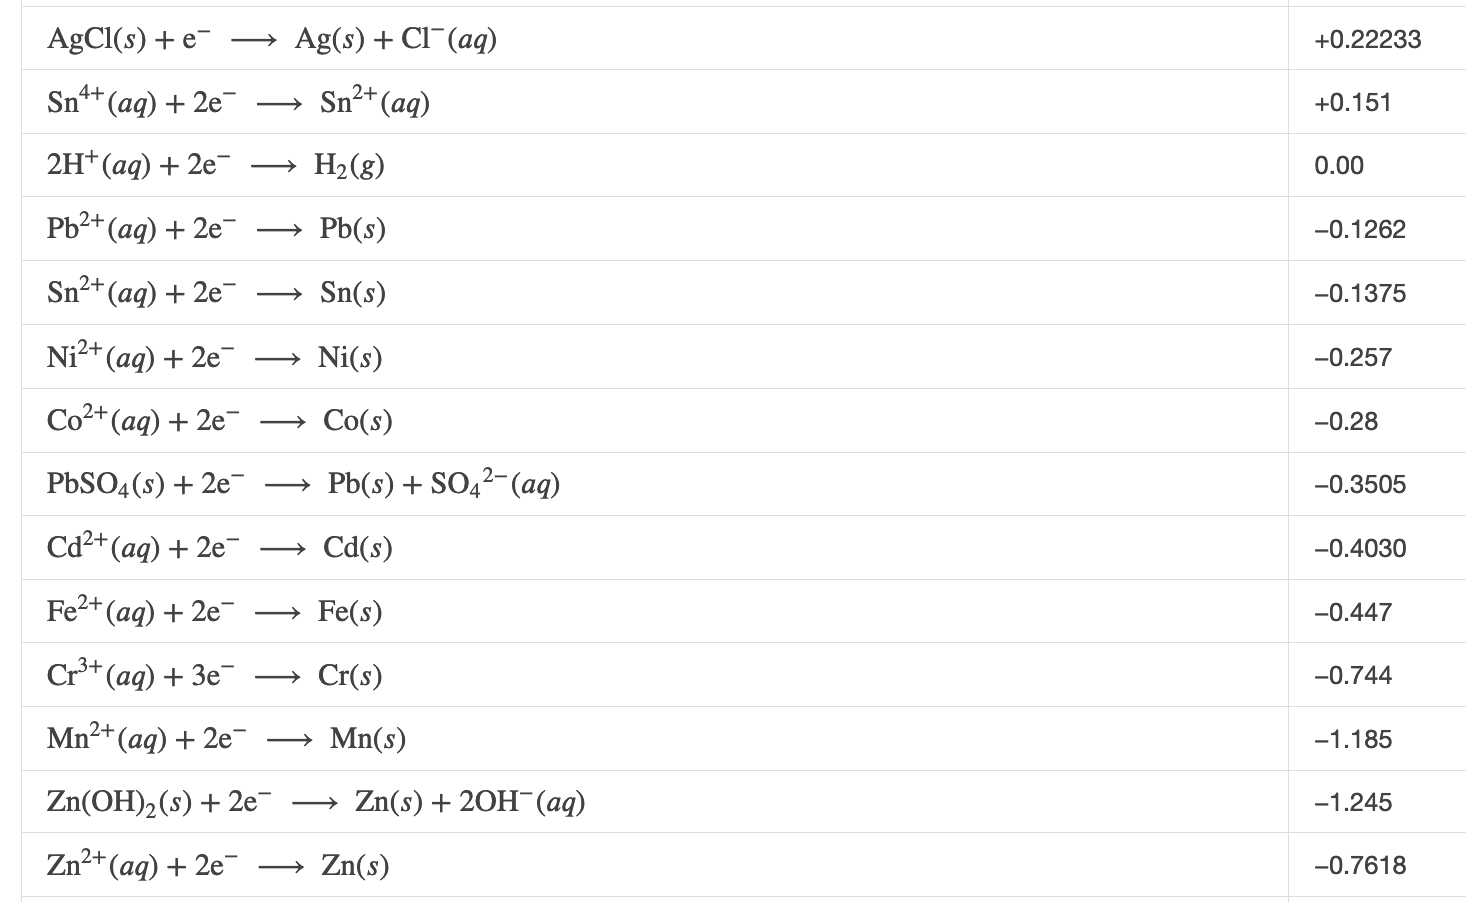 AgCl(s) + e⁻ ⟶ Ag(s) + Cl⁻(aq) +0.22233
Sn⁴⁺(aq) + 2e⁻ ⟶ Sn²⁺(aq) +0.151
2H⁺(aq) + 2e⁻ ⟶ H₂(g) 0.00
Pb²⁺(aq) + 2e⁻ ⟶ Pb(s) −0.1262
Sn²⁺(aq) + 2e⁻ ⟶ Sn(s) −0.1375
Ni²⁺(aq) + 2e⁻ ⟶ Ni(s) −0.257
Co²⁺(aq) + 2e⁻ ⟶ Co(s) −0.28
PbSO₄(s) + 2e⁻ ⟶ Pb(s) + SO₄²⁻(aq) −0.3505
Cd²⁺(aq) + 2e⁻ ⟶ Cd(s) −0.4030
Fe²⁺(aq) + 2e⁻ ⟶ Fe(s) −0.447
Cr³⁺(aq) + 3e⁻ ⟶ Cr(s) −0.744
Mn²⁺(aq) + 2e⁻ ⟶ Mn(s) −1.185
Zn(OH)₂(s) + 2e⁻ ⟶ Zn(s) + 2OH⁻(aq) −1.245
Zn²⁺(aq) + 2e⁻ ⟶ Zn(s) −0.7618